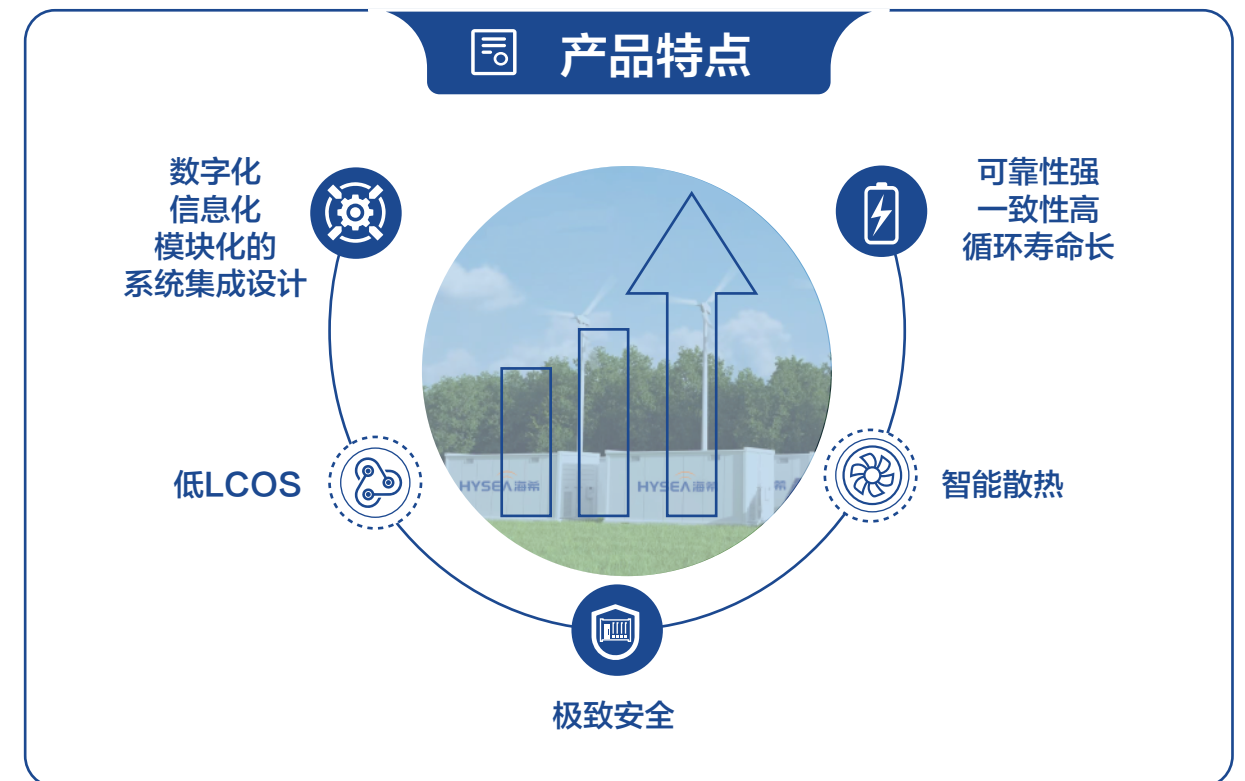 产品特点
数字化
信息化
模块化的
系统集成设计
可靠性强
一致性高
循环寿命长
低LCOS
智能散热
极致安全
HYSEA海希
HYSEA海希
希